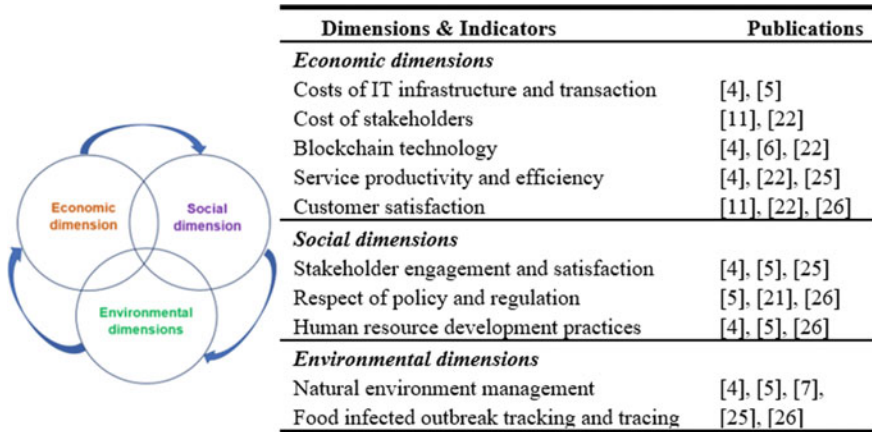 Economic
dimension
Social
dimension
Environmental
dimensions
Dimensions & Indicators Publications
Economic dimensions
Costs of IT infrastructure and transaction [4], [5]
Cost of stakeholders [11], [22]
Blockchain technology [4], [6], [22]
Service productivity and efficiency [4], [22], [25]
Customer satisfaction [11], [22], [26]
Social dimensions
Stakeholder engagement and satisfaction [4], [5], [25]
Respect of policy and regulation [5], [21], [26]
Human resource development practices [4], [5], [26]
Environmental dimensions
Natural environment management [4], [5], [7],
Food infected outbreak tracking and tracing [25], [26]